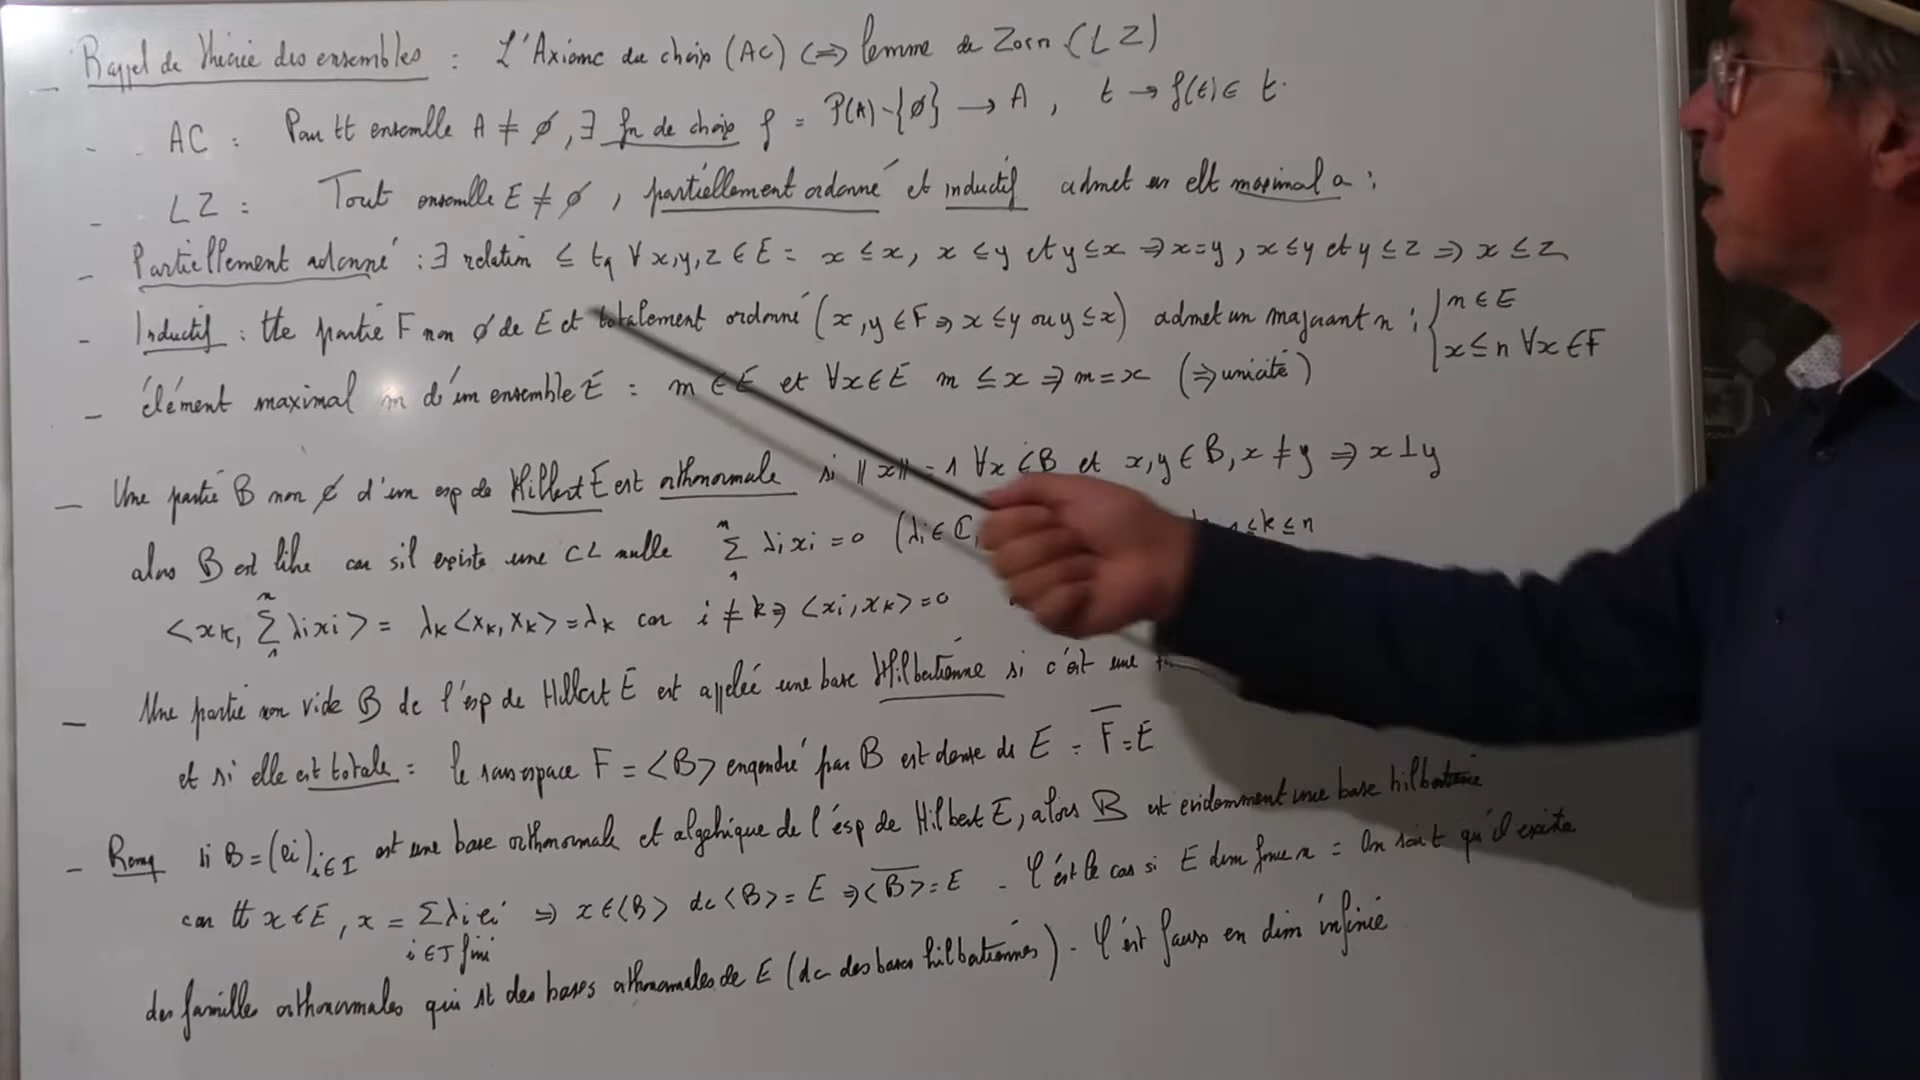 Rappel de théorie des ensembles : L'Axiome du choix (AC) <=> lemme de Zorn (LZ)
AC : Pour tt ensemble A ≠ ∅, ∃ fn de choix f : P(A) - {∅} → A, t → f(t) ∈ t.
LZ : Tout ensemble E ≠ ∅, partiellement ordonné et inductif admet un elt maximal a :
Partiellement ordonné : ∃ relation ≤ tq ∀ x,y,z ∈ E : x ≤ x, x ≤ y et y ≤ x => x = y, x ≤ y et y ≤ z => x ≤ z
Inductif : tte partie F non ∅ de E et totalement ordonné (x,y ∈ F => x ≤ y ou y ≤ x) admet un majorant n : { n ∈ E
x ≤ n ∀x ∈ F
élément maximal m d'un ensemble E : m ∈ E et ∀x ∈ E m ≤ x => m = x (=> unicité)
Une partie B non ∅ d'un esp de Hilbert E est orthonormale si ||x|| = 1 ∀x ∈ B et x,y ∈ B, x ≠ y => x ⊥ y
alors B est libre car s'il existe une CL nulle Σ₁ⁿ λi xi = 0 (λi ∈ ℂ, ≤ k ≤ n
<xk, Σ₁ⁿ λi xi> = λk <xk, xk> = λk car i ≠ k => <xi, xk> = 0
Une partie non vide B de l'esp de Hilbert E est appelée une base Hilbertienne si c'est une
et si elle est totale : le sous espace F = <B> engendré par B est dense ds E : F̅ = E
Remq si B = (ei)i∈I est une base orthonormale et algébrique de l'esp de Hilbert E, alors B est evidemment une base hilbertienne
car tt x ∈ E, x = Σ λi ei => x ∈ <B> dc <B> = E => <B>̅ = E - C'est le cas si E dim finie n : On sait qu'il existe
i ∈ J fini
des famille orthonormales qui st des bases orthonormales de E (dc des bases hilbertiennes) - C'est faux en dim infinie